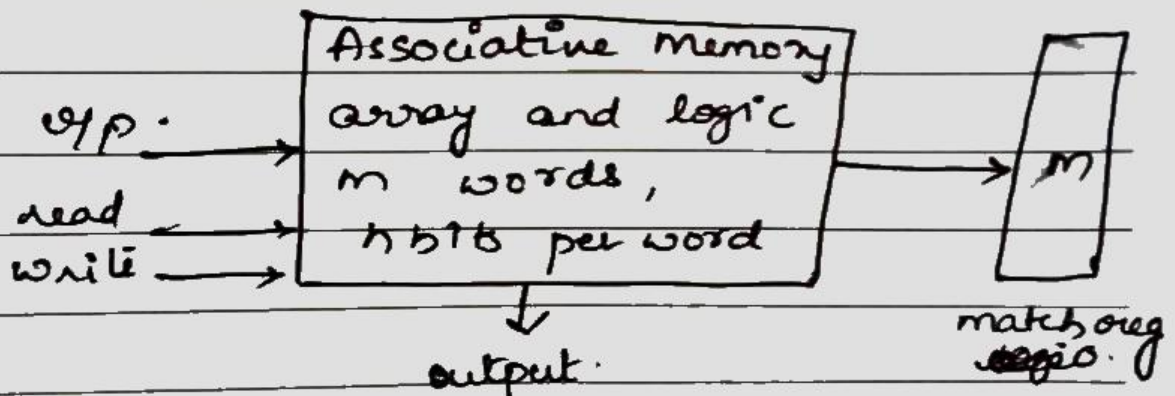 Associative memory
array and logic
m words,
n bits per word
i/p.
read
write
M
match reg
output.